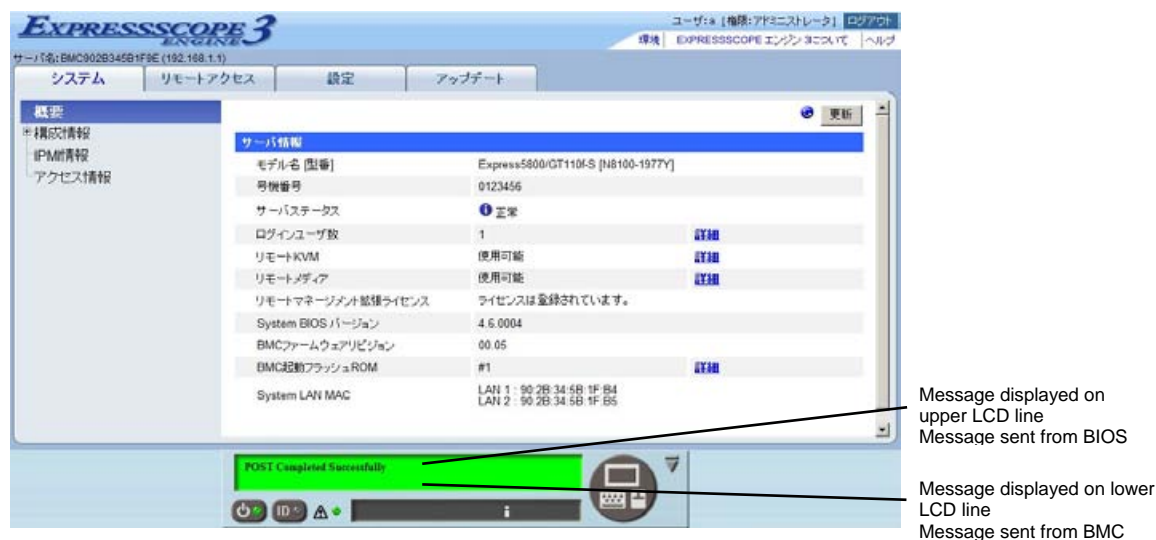 EXPRESSSCOPE
ENGINE 3
ユーザ:a [権限:アドミニストレータ] ログアウト
環境 EXPRESSSCOPE エンジン 3について ヘルプ
サーバ名:BMC902B345B1F9E (192.168.1.1)
システム リモートアクセス 設定 アップデート
概要
構成情報
IPMI情報
アクセス情報
更新
サーバ情報
モデル名 [型番] Express5800/GT110f-S [N8100-1977Y]
号機番号 0123456
サーバステータス 正常
ログインユーザ数 1 詳細
リモートKVM 使用可能 詳細
リモートメディア 使用可能 詳細
リモートマネージメント拡張ライセンス ライセンスは登録されています。
System BIOS バージョン 4.6.0004
BMCファームウェアリビジョン 00.05
BMC起動フラッシュROM #1 詳細
System LAN MAC LAN 1 : 90:2B:34:5B:1F:B4
LAN 2 : 90:2B:34:5B:1F:B5
POST Completed Successfully
ID
Message displayed on
upper LCD line
Message sent from BIOS
Message displayed on lower
LCD line
Message sent from BMC